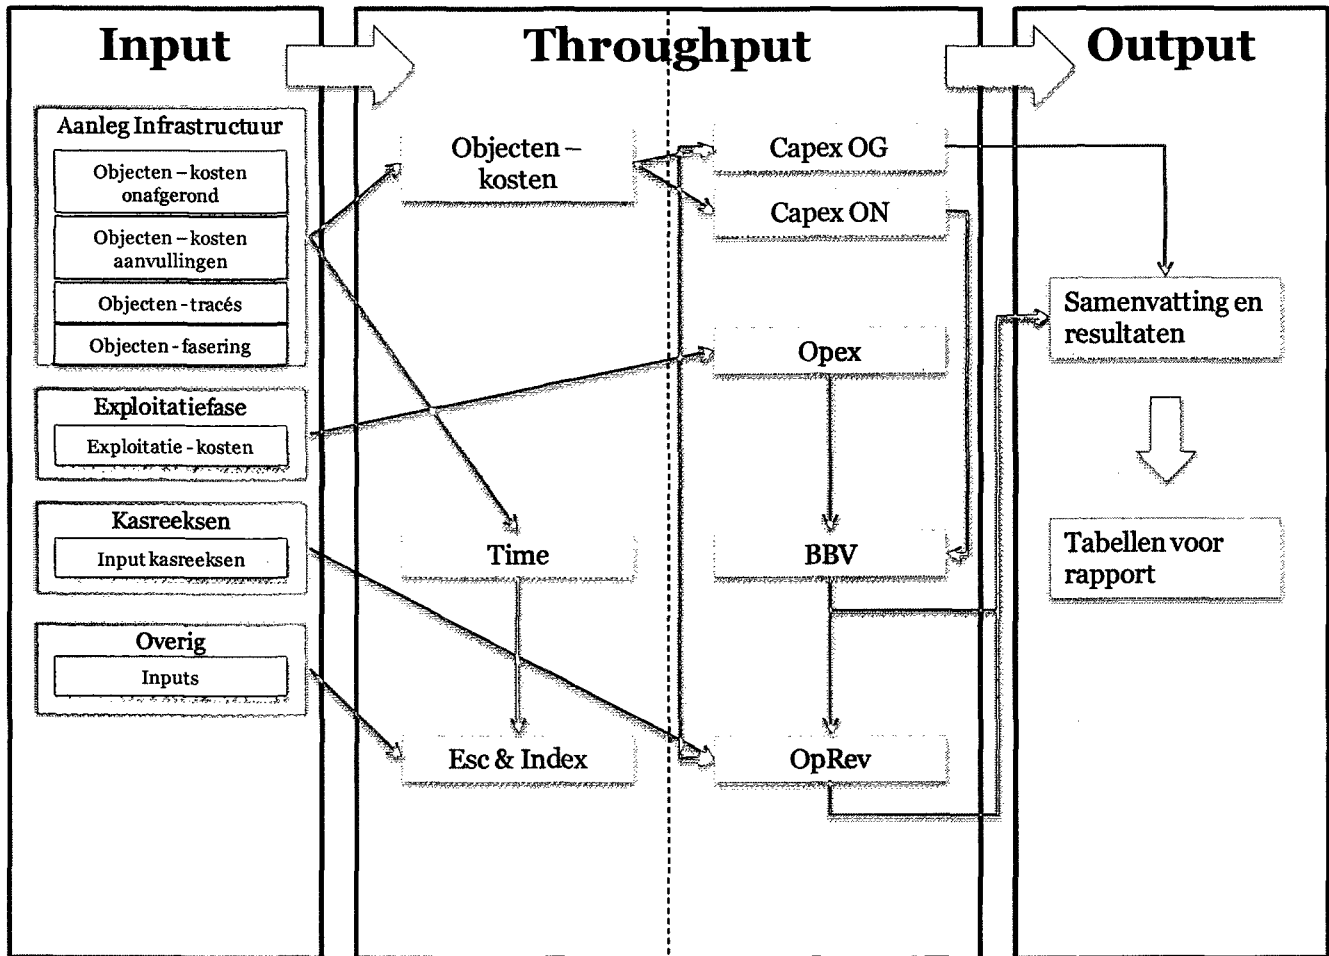 Input
Throughput
Output
Aanleg Infrastructuur
Objecten – kosten
onafgerond
Objecten – kosten
aanvullingen
Objecten - tracés
Objecten - fasering
Exploitatiefase
Exploitatie - kosten
Kasreeksen
Input kasreeksen
Overig
Inputs
Objecten –
kosten
Time
Esc & Index
Capex OG
Capex ON
Opex
BBV
OpRev
Samenvatting en
resultaten
Tabellen voor
rapport